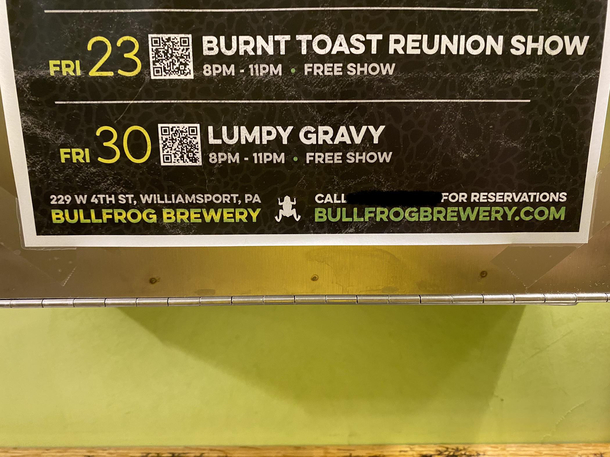 FRI 23 BURNT TOAST REUNION SHOW
8PM - 11PM • FREE SHOW
FRI 30 LUMPY GRAVY
8PM - 11PM • FREE SHOW
229 W 4TH ST, WILLIAMSPORT, PA
BULLFROG BREWERY
CALL FOR RESERVATIONS
BULLFROGBREWERY.COM